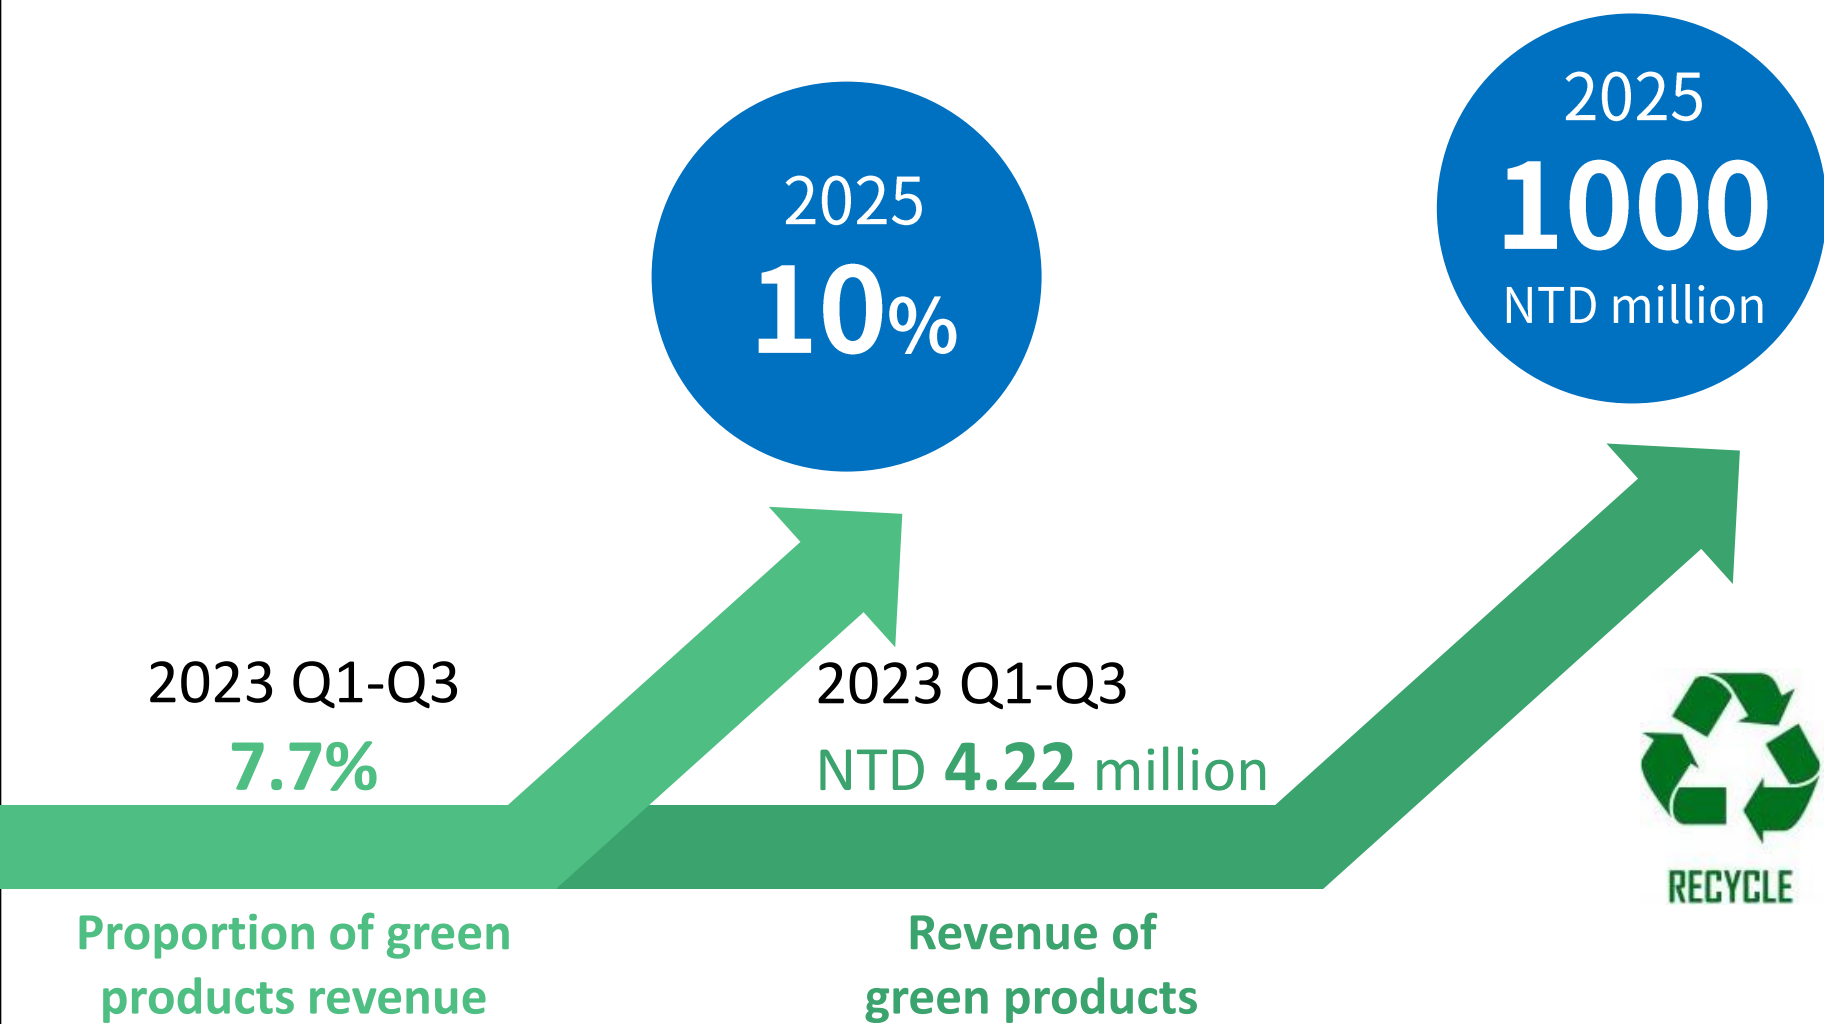 2025
10%
2025
1000
NTD million
2023 Q1-Q3
7.7%
2023 Q1-Q3
NTD 4.22 million
RECYCLE
Proportion of green
products revenue
Revenue of
green products